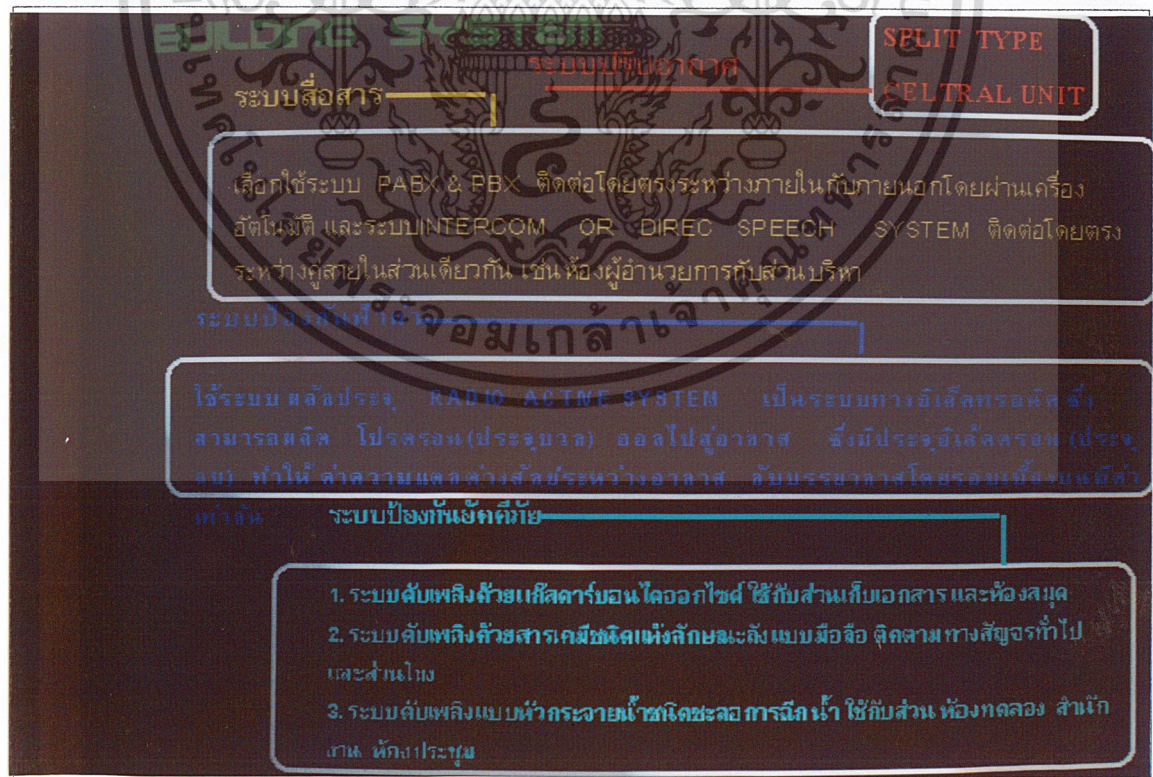 BUILDING SYSTEM
SPLIT TYPE
ระบบปรับอากาศ
CELTRAL UNIT
ระบบสื่อสาร
เลือกใช้ระบบ PABX & PBX ติดต่อโดยตรงระหว่างภายในกับภายนอกโดยผ่านเครื่อง
อัตโนมัติ และระบบINTERCOM OR DIREC SPEECH SYSTEM ติดต่อโดยตรง
ระหว่างคู่สายในส่วนเดียวกัน เช่น ห้องผู้อำนวยการกับส่วนบริหา
ระบบป้องกันฟ้าผ่า
ใช้ระบบ ผลักประจุ RADIO ACTIVE SYSTEM เป็นระบบทางอิเล็คทรอนิค ซึ่ง
สามารถผลิต โปรตรอน(ประจุบวก) ออกไปสู่อากาศ ซึ่งมีประจุอิเล็คตรอน (ประจุ
ลบ) ทำให้ ค่าความแตกต่างศักย์ระหว่างอากาศ กับบรรยากาศโดยรอบเบื้องบนมีค่า
เท่ากัน
ระบบป้องกันอัคคีภัย
1. ระบบดับเพลิงด้วยแก๊สคาร์บอนไดออกไซด์ ใช้กับส่วนเก็บเอกสาร และห้องสมุด
2. ระบบดับเพลิงด้วยสารเคมีชนิดแห้งลักษณะถังแบบมือถือ ติดตามทางสัญจรทั่วไป
และส่วนโถง
3. ระบบดับเพลิงแบบหัวกระจายน้ำชนิดชะลอการฉีกน้ำ ใช้กับส่วน ห้องทดลอง สำนัก
งาน ห้องประชุม
พระจอมเกล้าเจ้าคุณทหาร